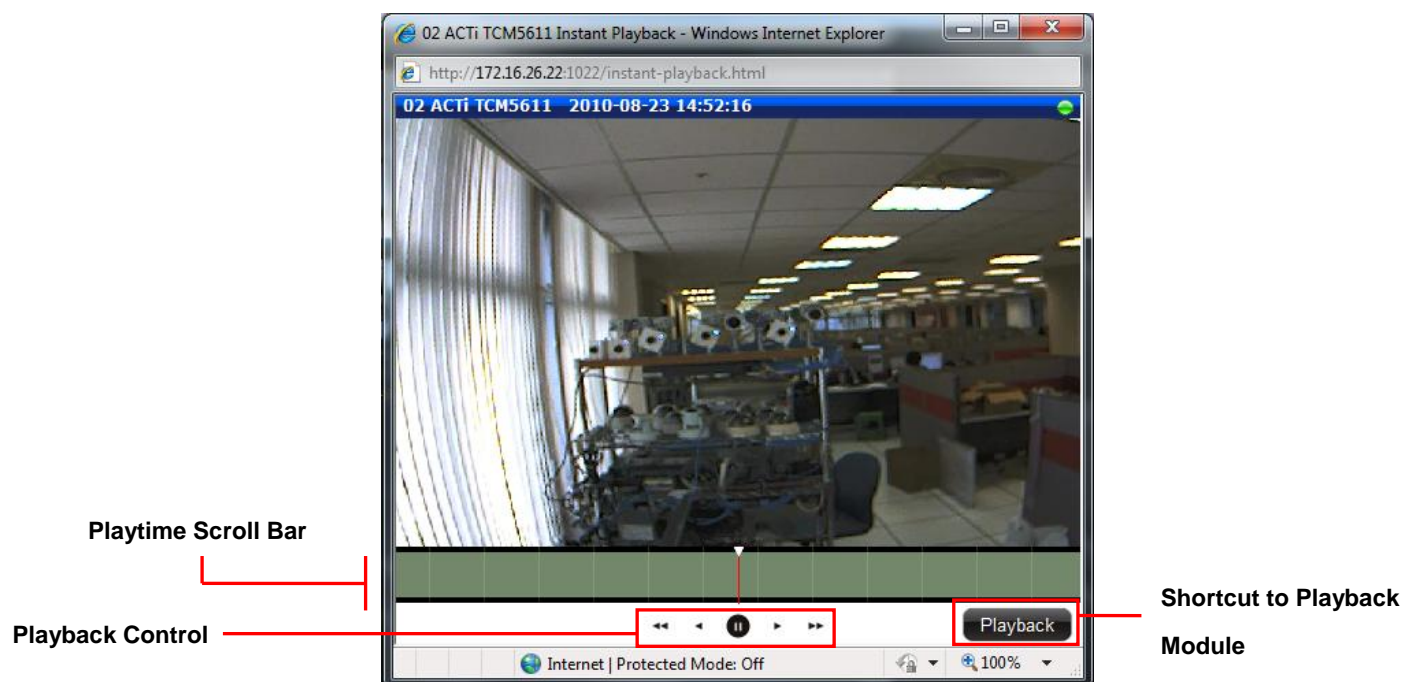 02 ACTi TCM5611 Instant Playback - Windows Internet Explorer
http://172.16.26.22:1022/instant-playback.html
02 ACTi TCM5611 2010-08-23 14:52:16
Playtime Scroll Bar
Playback Control
Playback
Shortcut to Playback
Module
Internet | Protected Mode: Off
100%